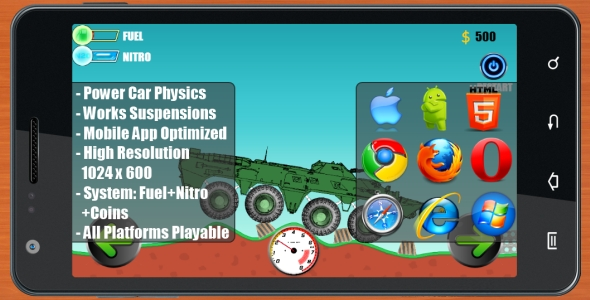 FUEL
NITRO
$ 500
RESTART
- Power Car Physics
- Works Suspensions
- Mobile App Optimized
- High Resolution
1024 x 600
- System: Fuel+Nitro
+Coins
- All Platforms Playable
HTML
5